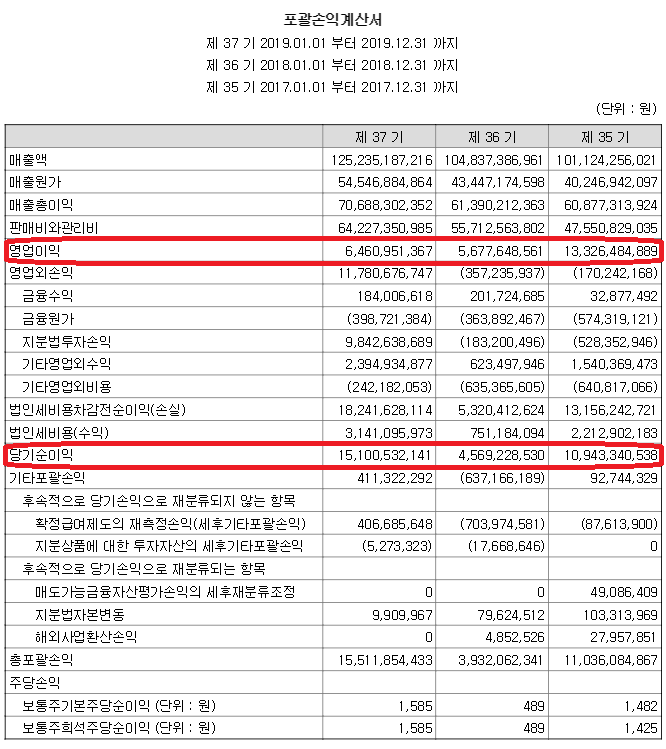 포괄손익계산서
제 37 기 2019.01.01 부터 2019.12.31 까지
제 36 기 2018.01.01 부터 2018.12.31 까지
제 35 기 2017.01.01 부터 2017.12.31 까지
(단위 : 원)
제 37 기 제 36 기 제 35 기
매출액 125,235,187,216 104,837,386,961 101,124,256,021
매출원가 54,546,884,864 43,447,174,598 40,246,942,097
매출총이익 70,688,302,352 61,390,212,363 60,877,313,924
판매비와관리비 64,227,350,985 55,712,563,802 47,550,829,035
영업이익 6,460,951,367 5,677,648,561 13,326,484,889
영업외손익 11,780,676,747 (357,235,937) (170,242,168)
금융수익 184,006,618 201,724,685 32,877,492
금융원가 (398,721,384) (363,892,467) (574,319,121)
지분법투자손익 9,842,638,689 (183,200,496) (528,352,946)
기타영업외수익 2,394,934,877 623,497,946 1,540,369,473
기타영업외비용 (242,182,053) (635,365,605) (640,817,066)
법인세비용차감전순이익(손실) 18,241,628,114 5,320,412,624 13,156,242,721
법인세비용(수익) 3,141,095,973 751,184,094 2,212,902,183
당기순이익 15,100,532,141 4,569,228,530 10,943,340,538
기타포괄손익 411,322,292 (637,166,189) 92,744,329
후속적으로 당기손익으로 재분류되지 않는 항목
확정급여제도의 재측정손익(세후기타포괄손익) 406,685,648 (703,974,581) (87,613,900)
지분상품에 대한 투자자산의 세후기타포괄손익 (5,273,323) (17,668,646) 0
후속적으로 당기손익으로 재분류되는 항목
매도가능금융자산평가손익의 세후재분류조정 0 0 49,086,409
지분법자본변동 9,909,967 79,624,512 103,313,969
해외사업환산손익 0 4,852,526 27,957,851
총포괄손익 15,511,854,433 3,932,062,341 11,036,084,867
주당손익
보통주기본주당순이익 (단위 : 원) 1,585 489 1,482
보통주희석주당순이익 (단위 : 원) 1,585 489 1,425